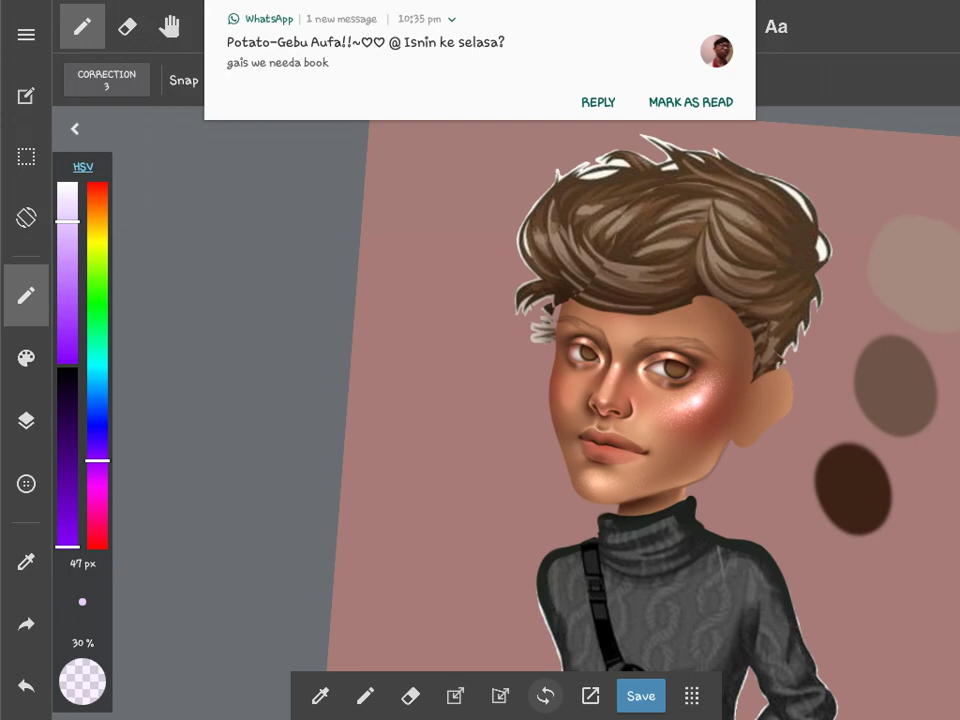 WhatsApp | 1 new message | 10:35 pm
Potato-Gebu Aufa!!~♡♡ @ Isnin ke selasa?
gais we needa book
REPLY MARK AS READ
Aa
CORRECTION
3
Snap
HSV
47 px
30 %
Save